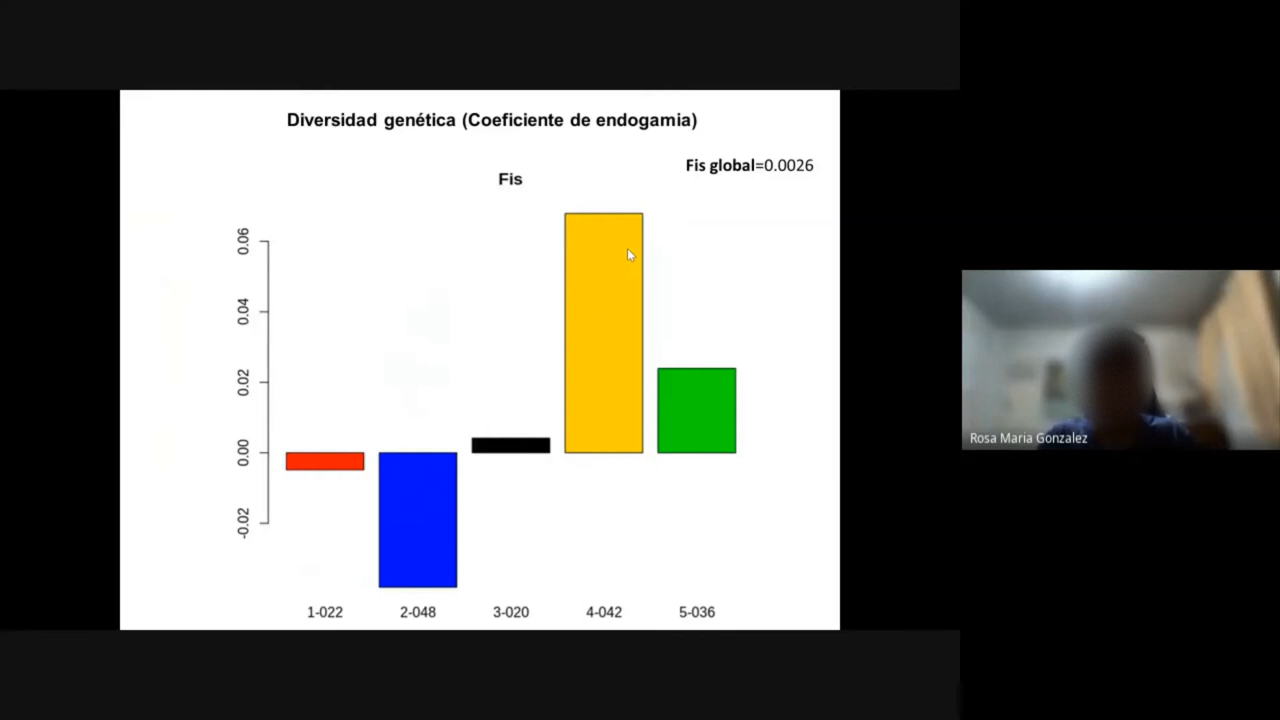 Diversidad genética (Coeficiente de endogamia)
Fis global=0.0026
Fis
0.06
0.04
0.02
0.00
-0.02
1-022 2-048 3-020 4-042 5-036
Rosa Maria Gonzalez